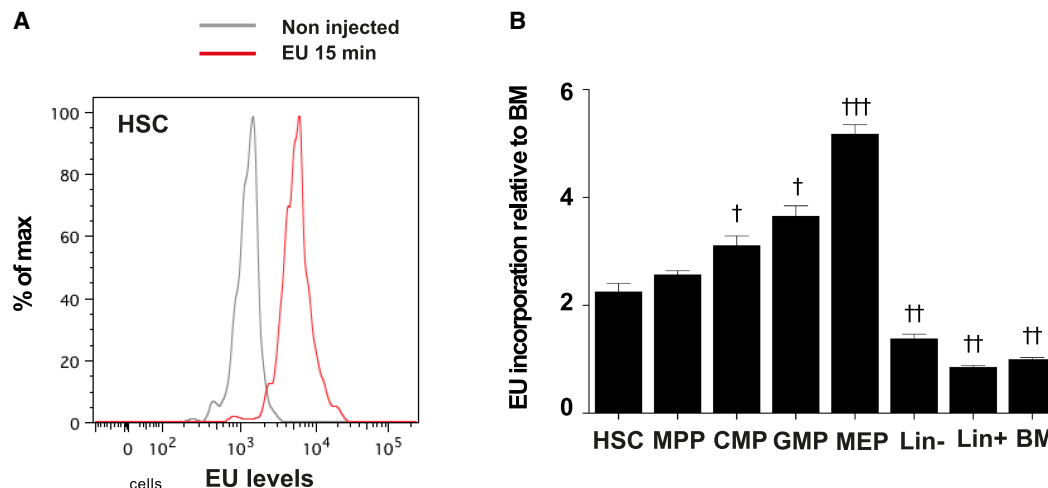 A
Non injected
EU 15 min
HSC
100
80
60
40
20
0
% of max
0 10² 10³ 10⁴ 10⁵
cells
EU levels
B
EU incorporation relative to BM
6
4
2
0
†
†
†††
††
††
††
HSC MPP CMP GMP MEP Lin- Lin+ BM